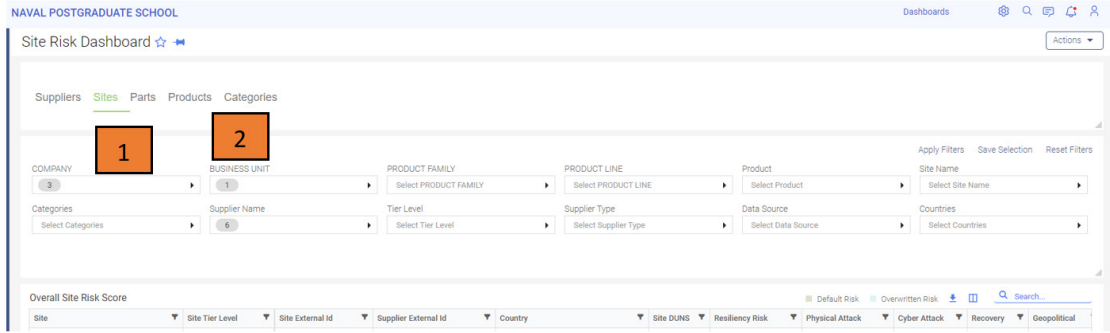 NAVAL POSTGRADUATE SCHOOL Dashboards
Site Risk Dashboard Actions
Suppliers Sites Parts Products Categories
1 2
Apply Filters Save Selection Reset Filters
COMPANY BUSINESS UNIT PRODUCT FAMILY PRODUCT LINE Product Site Name
3 1 Select PRODUCT FAMILY Select PRODUCT LINE Select Product Select Site Name
Categories Supplier Name Tier Level Supplier Type Data Source Countries
Select Categories 6 Select Tier Level Select Supplier Type Select Data Source Select Countries
Overall Site Risk Score Default Risk Overwritten Risk Search...
Site Site Tier Level Site External Id Supplier External Id Country Site DUNS Resiliency Risk Physical Attack Cyber Attack Recovery Geopolitical